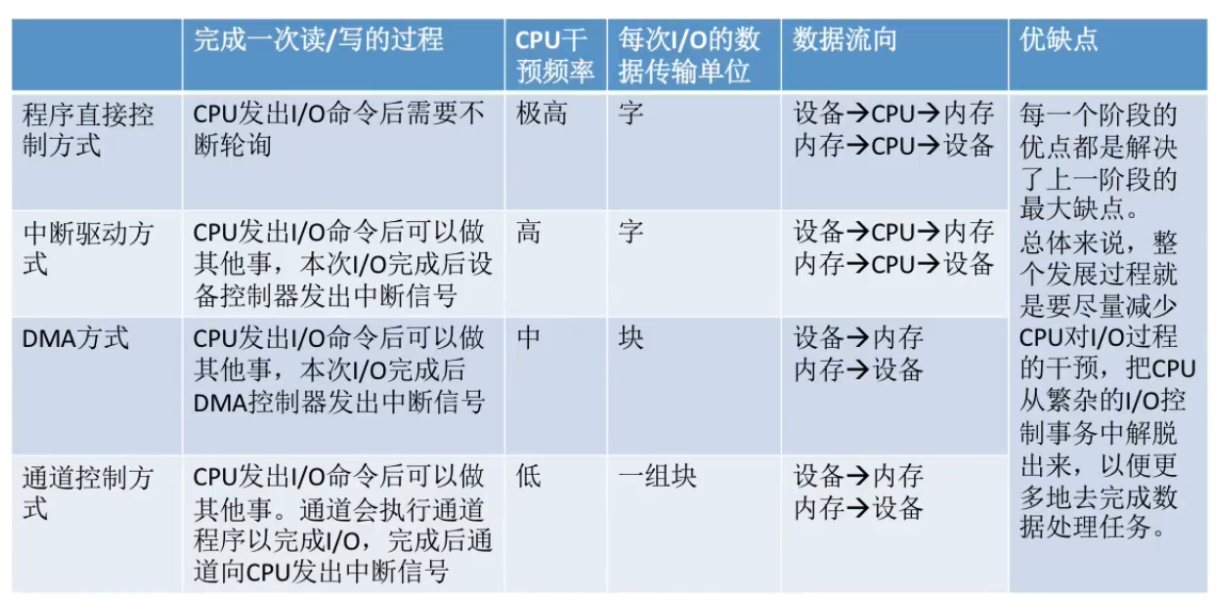 完成一次读/写的过程
CPU干
预频率
每次I/O的数
据传输单位
数据流向
优缺点
程序直接控
制方式
CPU发出I/O命令后需要不
断轮询
极高
字
设备→CPU→内存
内存→CPU→设备
每一个阶段的
优点都是解决
了上一阶段的
最大缺点。
总体来说，整
个发展过程就
是要尽量减少
CPU对I/O过程
的干预，把CPU
从繁杂的I/O控
制事务中解脱
出来，以便更
多地去完成数
据处理任务。
中断驱动方
式
CPU发出I/O命令后可以做
其他事，本次I/O完成后设
备控制器发出中断信号
高
字
设备→CPU→内存
内存→CPU→设备
DMA方式
CPU发出I/O命令后可以做
其他事，本次I/O完成后
DMA控制器发出中断信号
中
块
设备→内存
内存→设备
通道控制方
式
CPU发出I/O命令后可以做
其他事。通道会执行通道
程序以完成I/O，完成后通
道向CPU发出中断信号
低
一组块
设备→内存
内存→设备